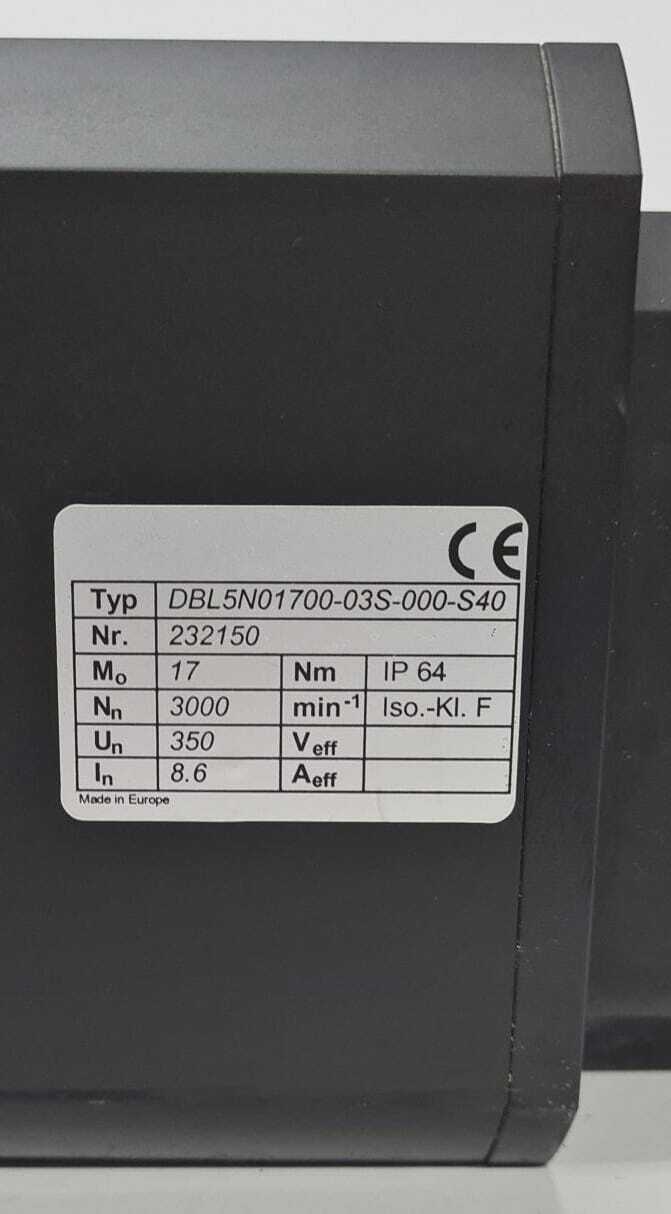 CE
Typ DBL5N01700-03S-000-S40
Nr. 232150
Mo 17 Nm IP 64
Nn 3000 min-1 Iso.-Kl. F
Un 350 Veff
In 8.6 Aeff
Made in Europe